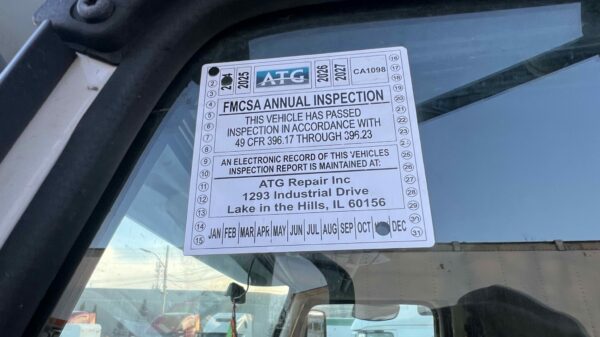 2025 ATG 2026 2027 CA1098
FMCSA ANNUAL INSPECTION
THIS VEHICLE HAS PASSED
INSPECTION IN ACCORDANCE WITH
49 CFR 396.17 THROUGH 396.23
AN ELECTRONIC RECORD OF THIS VEHICLES
INSPECTION REPORT IS MAINTAINED AT:
ATG Repair Inc
1293 Industrial Drive
Lake in the Hills, IL 60156
JAN FEB MAR APR MAY JUN JUL AUG SEP OCT DEC
2
3
4
5
6
7
8
9
10
11
12
13
14
15
16
17
18
19
20
21
22
23
24
25
26
27
28
29
30
31